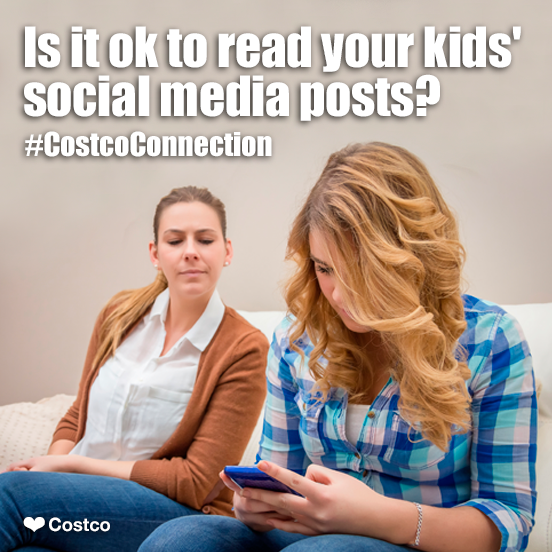 Is it ok to read your kids'
social media posts?
#CostcoConnection
Costco